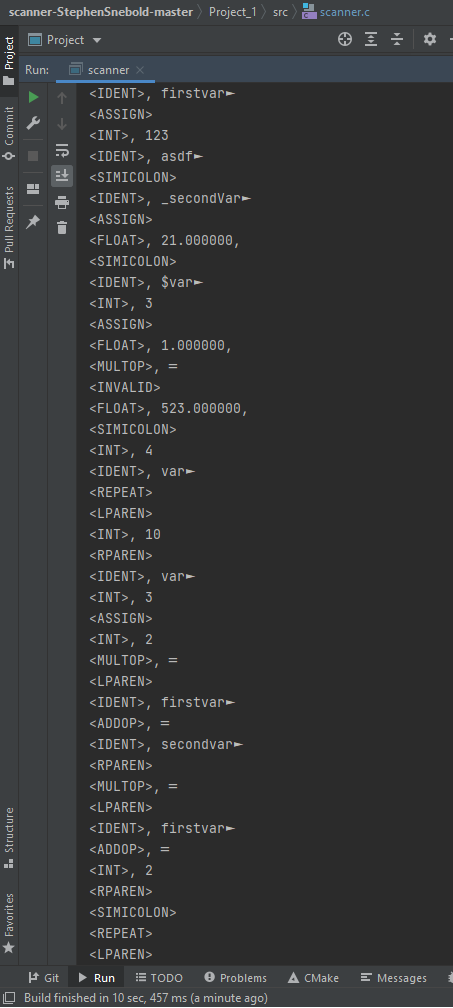 scanner-StephenSnebold-master Project_1 src scanner.c
Project
Project
Run: scanner
Commit
Pull Requests
<IDENT>, firstvar►
<ASSIGN>
<INT>, 123
<IDENT>, asdf►
<SIMICOLON>
<IDENT>, _secondVar►
<ASSIGN>
<FLOAT>, 21.000000,
<SIMICOLON>
<IDENT>, $var►
<INT>, 3
<ASSIGN>
<FLOAT>, 1.000000,
<MULTOP>, =
<INVALID>
<FLOAT>, 523.000000,
<SIMICOLON>
<INT>, 4
<IDENT>, var►
<REPEAT>
<LPAREN>
<INT>, 10
<RPAREN>
<IDENT>, var►
<INT>, 3
<ASSIGN>
<INT>, 2
<MULTOP>, =
<LPAREN>
<IDENT>, firstvar►
<ADDOP>, =
<IDENT>, secondvar►
<RPAREN>
<MULTOP>, =
<LPAREN>
<IDENT>, firstvar►
<ADDOP>, =
<INT>, 2
<RPAREN>
<SIMICOLON>
<REPEAT>
<LPAREN>
Structure
Favorites
Git Run TODO Problems CMake Messages
Build finished in 10 sec, 457 ms (a minute ago)